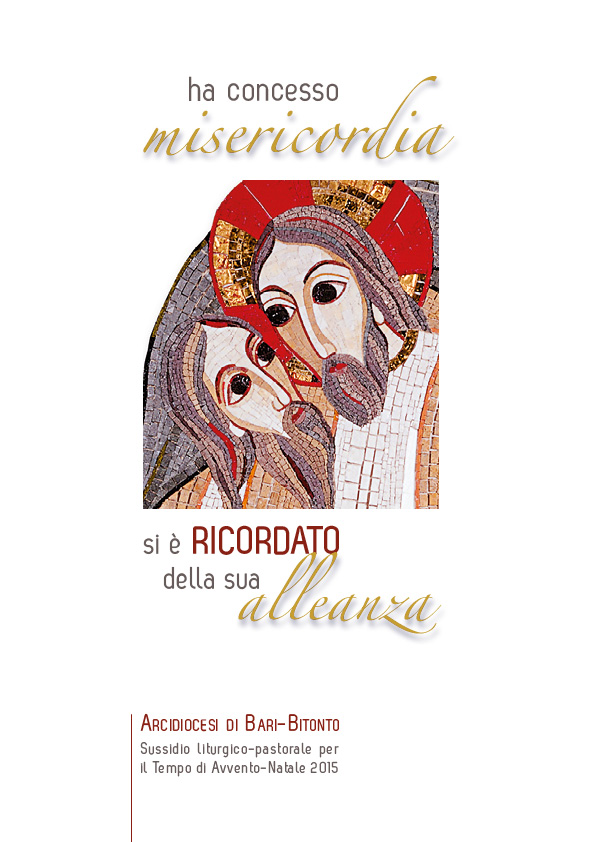 ha concesso
misericordia
si è RICORDATO
della sua
alleanza
ARCIDIOCESI DI BARI-BITONTO
Sussidio liturgico-pastorale per
il Tempo di Avvento-Natale 2015